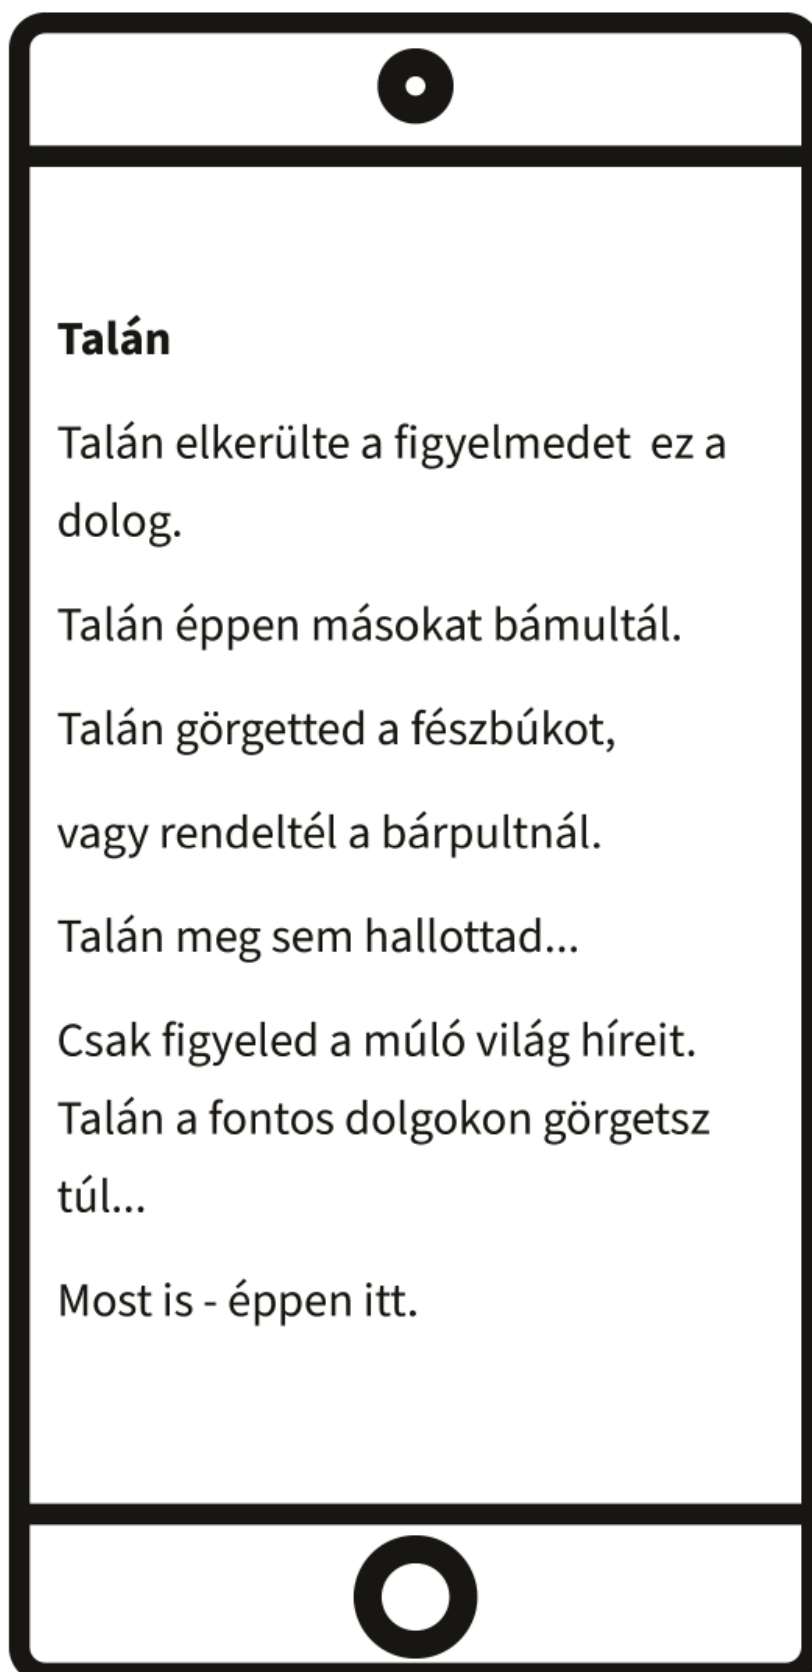 Talán
Talán elkerülte a figyelmedet  ez a
dolog.
Talán éppen másokat bámultál.
Talán görgetted a fészbúkot,
vagy rendeltél a bárpultnál.
Talán meg sem hallottad...
Csak figyeled a múló világ híreit.
Talán a fontos dolgokon görgetsz
túl...
Most is - éppen itt.